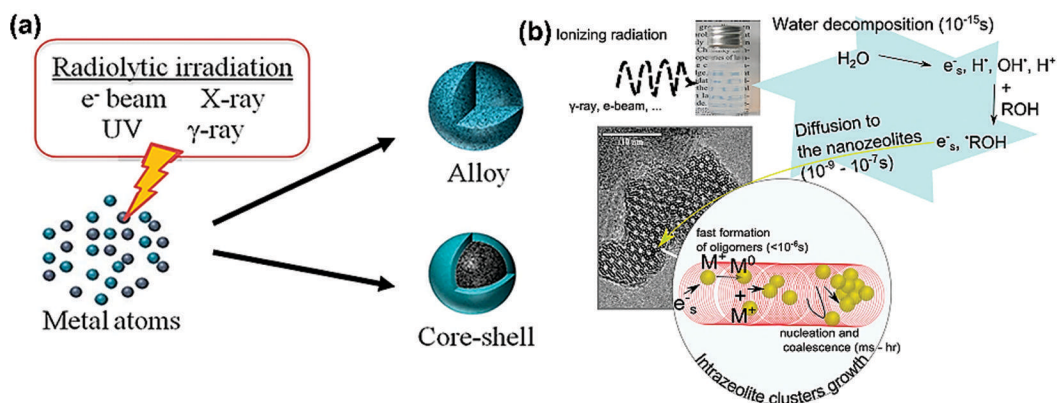 (a)
Radiolytic irradiation
e⁻ beam X-ray
UV γ-ray
Metal atoms
Alloy
Core-shell
(b)
Ionizing radiation
γ-ray, e-beam, ...
Water decomposition (10⁻¹⁵s)
H₂O e⁻ₛ, H•, OH•, H⁺
+
ROH
e⁻ₛ, •ROH
Diffusion to
the nanozeolites
(10⁻⁹ - 10⁻⁷s)
10 nm
fast formation
of oligomers (<10⁻⁶s)
M⁺ M⁰
e⁻ₛ
+
M⁺
nucleation and
coalescence (ms - hr)
Intrazeolite clusters growth